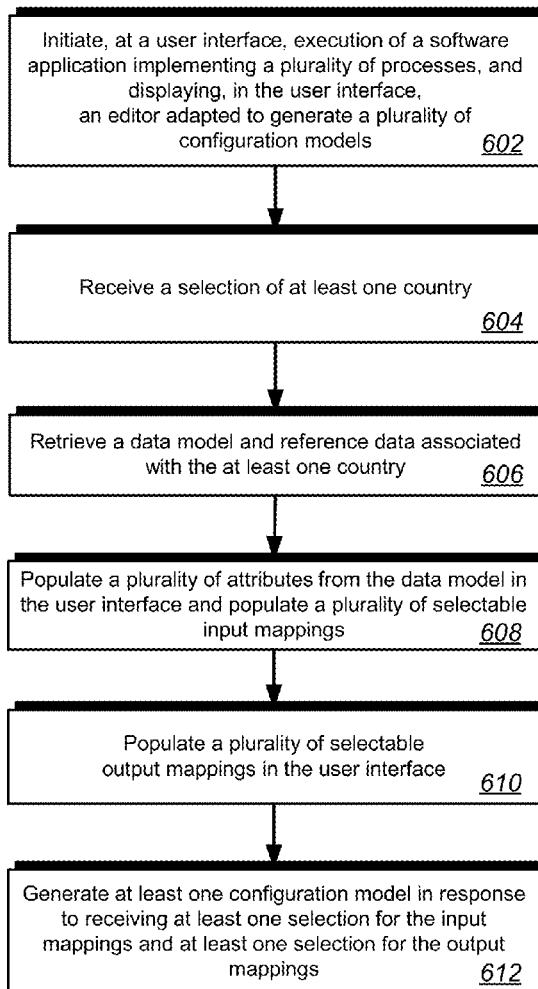 Initiate, at a user interface, execution of a software
application implementing a plurality of processes, and
displaying, in the user interface,
an editor adapted to generate a plurality of
configuration models
602
Receive a selection of at least one country
604
Retrieve a data model and reference data associated
with the at least one country
606
Populate a plurality of attributes from the data model in
the user interface and populate a plurality of selectable
input mappings
608
Populate a plurality of selectable
output mappings in the user interface
610
Generate at least one configuration model in response
to receiving at least one selection for the input
mappings and at least one selection for the output
mappings
612